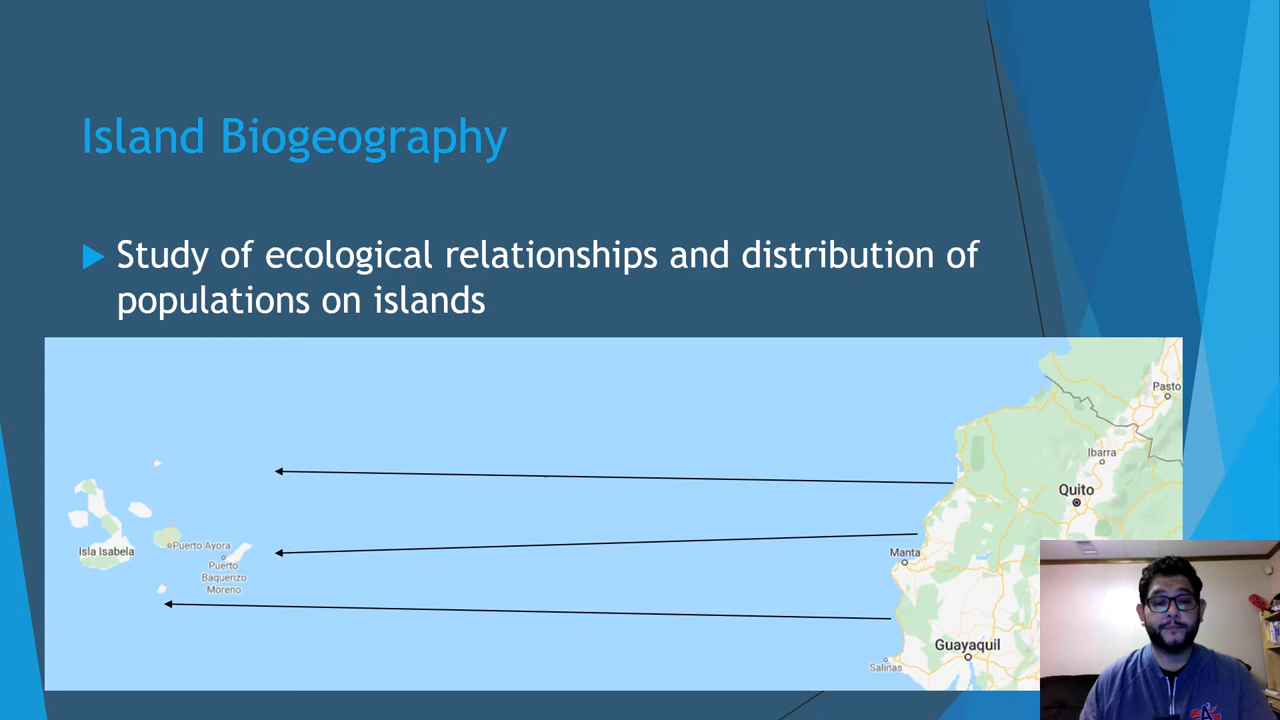 Island Biogeography
Study of ecological relationships and distribution of
populations on islands
Pasto
Ibarra
Quito
Isla Isabela
Puerto Ayora
Puerto
Baquerizo
Moreno
Manta
Guayaquil
Salinas